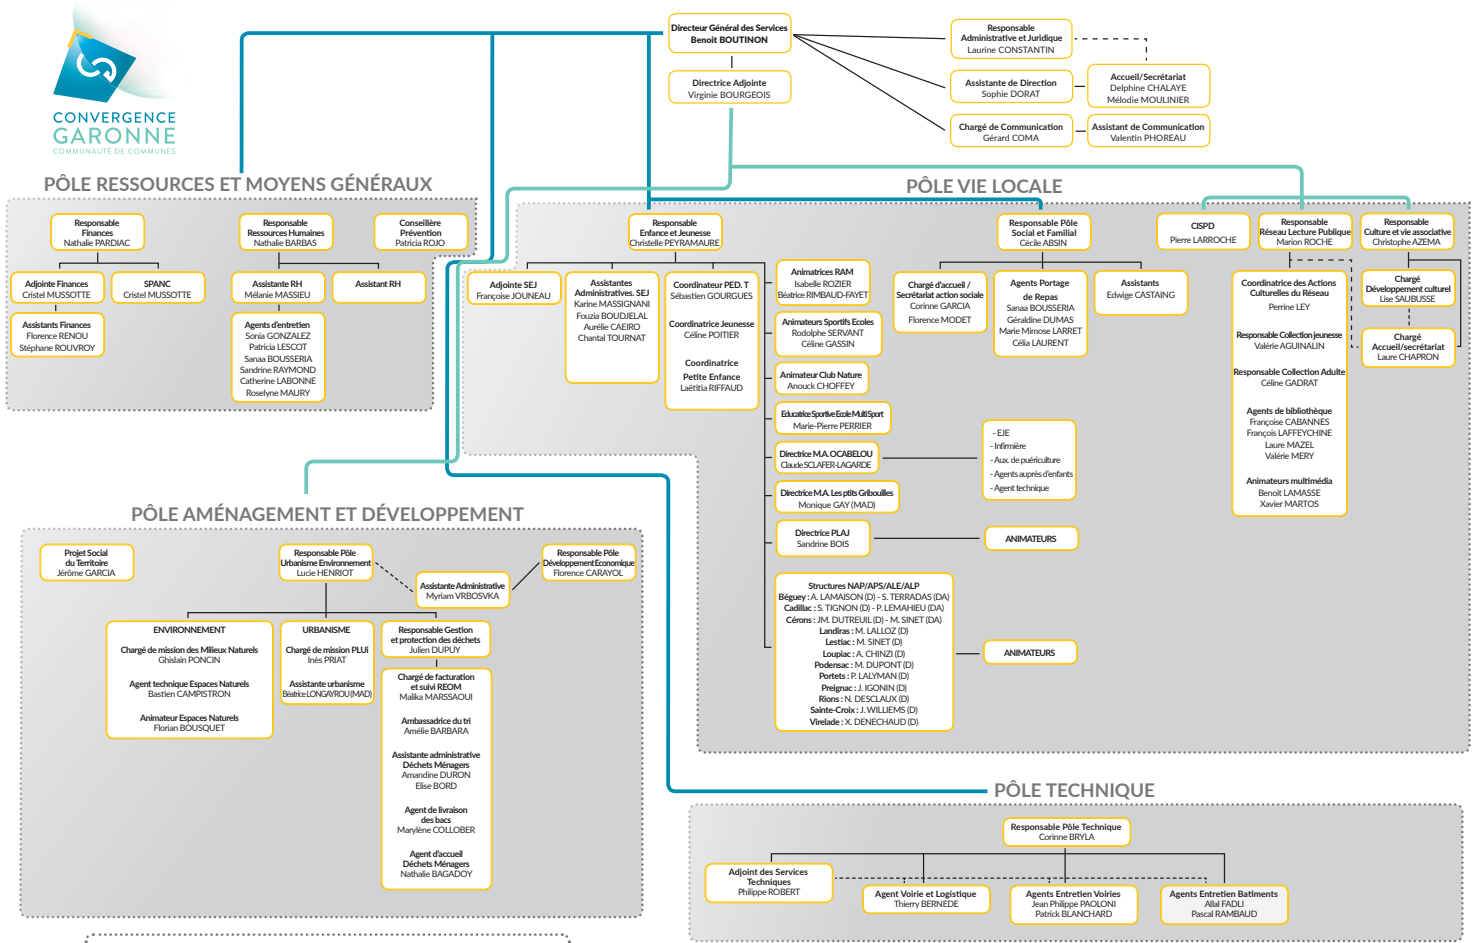 CONVERGENCE
GARONNE
COMMUNAUTÉ DE COMMUNES
Directeur Général des Services
Benoit BOUTINON
Directrice Adjointe
Virginie BOURGEOIS
Responsable
Administrative et Juridique
Laurine CONSTANTIN
Assistante de Direction
Sophie DORAT
Accueil/Secrétariat
Delphine CHALAYE
Mélodie MOULINIER
Chargé de Communication
Gérard COMA
Assistant de Communication
Valentin PHOREAU
PÔLE RESSOURCES ET MOYENS GÉNÉRAUX
Responsable
Finances
Nathalie PARDIAC
Responsable
Ressources Humaines
Nathalie BARBAS
Conseillère
Prévention
Patricia ROJO
Adjointe Finances
Cristel MUSSOTTE
SPANC
Cristel MUSSOTTE
Assistante RH
Mélanie MASSIEU
Assistant RH
Assistants Finances
Florence RENOU
Stéphane ROUVROY
Agents d'entretien
Sonia GONZALEZ
Patricia LESCOT
Sanaa BOUSSERIA
Sandrine RAYMOND
Catherine LABONNE
Roselyne MAURY
PÔLE VIE LOCALE
Responsable
Enfance et Jeunesse
Christelle PEYRAMAURE
Responsable Pôle
Social et Familial
Cécile ABSIN
CISPD
Pierre LARROCHE
Responsable
Réseau Lecture Publique
Marion ROCHE
Responsable
Culture et vie associative
Christophe AZEMA
Adjointe SEJ
Françoise JOUNEAU
Assistantes
Administratives. SEJ
Karine MASSIGNANI
Fouzia BOUDJELAL
Aurélie CAEIRO
Chantal TOURNAT
Coordinateur PED. T
Sébastien GOURGUES
Coordinatrice Jeunesse
Céline POITIER
Coordinatrice
Petite Enfance
Laëtitia RIFFAUD
Animatrices RAM
Isabelle ROZIER
Béatrice RIMBAUD-FAYET
Animateurs Sportifs Ecoles
Rodolphe SERVANT
Céline GASSIN
Animateur Club Nature
Anouck CHOFFEY
Educatrice Sportive Ecole MultiSport
Marie-Pierre PERRIER
Directrice M.A. OCABELOU
Claude SCLAFER-LAGARDE
- EJE
- Infirmière
- Aux. de puériculture
- Agents auprès d'enfants
- Agent technique
Directrice M.A. Les ptits Gribouilles
Monique GAY (MAD)
Directrice PLAJ
Sandrine BOIS
ANIMATEURS
Structures NAP/APS/ALE/ALP
Béguey : A. LAMAISON (D) - S. TERRADAS (DA)
Cadillac : S. TIGNON (D) - P. LEMAHIEU (DA)
Cérons : JM. DUTREUIL (D) - M. SINET (DA)
Landiras : M. LALLOZ (D)
Lestiac : M. SINET (D)
Loupiac : A. CHINZI (D)
Podensac : M. DUPONT (D)
Portets : P. LALYMAN (D)
Preignac : J. IGONIN (D)
Rions : N. DESCLAUX (D)
Sainte-Croix : J. WILLIEMS (D)
Virelade : X. DENECHAUD (D)
ANIMATEURS
Chargé d'accueil /
Secrétariat action sociale
Corinne GARCIA
Florence MODET
Agents Portage
de Repas
Sanaa BOUSSERIA
Géraldine DUMAS
Marie Mimose LARRET
Célia LAURENT
Assistants
Edwige CASTAING
Coordinatrice des Actions
Culturelles du Réseau
Perrine LEY
Responsable Collection jeunesse
Valérie AGUINALIN
Responsable Collection Adulte
Céline GADRAT
Agents de bibliothèque
Françoise CABANNES
François LAFFEYCHINE
Laure MAZEL
Valérie MERY
Animateurs multimédia
Benoit LAMASSE
Xavier MARTOS
Chargé
Développement culturel
Lise SAUBUSSE
Chargé
Accueil/secrétariat
Laure CHAPRON
PÔLE AMÉNAGEMENT ET DÉVELOPPEMENT
Projet Social
du Territoire
Jérôme GARCIA
Responsable Pôle
Urbanisme Environnement
Lucie HENRIOT
Assistante Administrative
Myriam VRBOSVKA
Responsable Pôle
Développement Economique
Florence CARAYOL
ENVIRONNEMENT
Chargé de mission des Milieux Naturels
Ghislain PONCIN
Agent technique Espaces Naturels
Bastien CAMPISTRON
Animateur Espaces Naturels
Florian BOUSQUET
URBANISME
Chargé de mission PLUi
Inès PRIAT
Assistante urbanisme
Béatrice LONGAYROU (MAD)
Responsable Gestion
et protection des déchets
Julien DUPUY
Chargé de facturation
et suivi REOM
Malika MARSSAOUI
Ambassadrice du tri
Amélie BARBARA
Assistante administrative
Déchets Ménagers
Amandine DURON
Elise BORD
Agent de livraison
des bacs
Marylène COLLOBER
Agent d'accueil
Déchets Ménagers
Nathalie BAGADOY
PÔLE TECHNIQUE
Responsable Pôle Technique
Corinne BRYLA
Adjoint des Services
Techniques
Philippe ROBERT
Agent Voirie et Logistique
Thierry BERNEDE
Agents Entretien Voiries
Jean Philippe PAOLONI
Patrick BLANCHARD
Agents Entretien Batiments
Allal FADLI
Pascal RAMBAUD